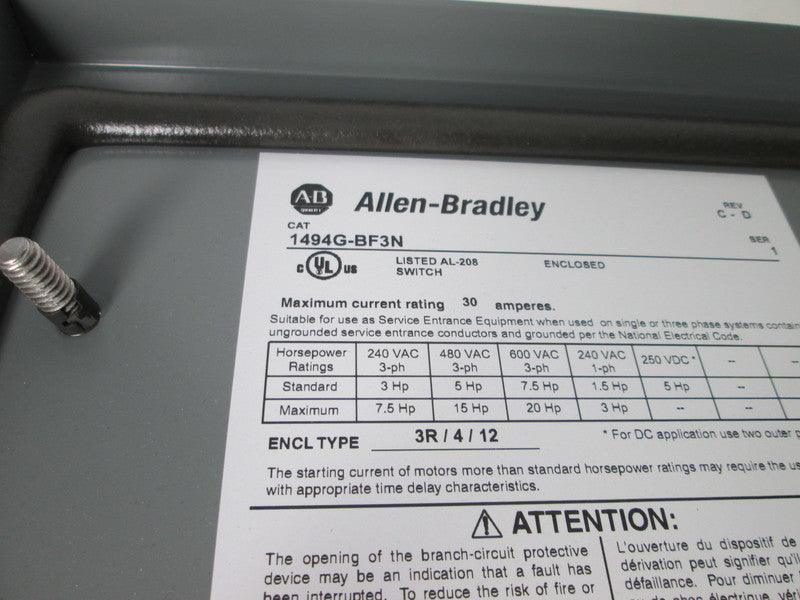 AB
Allen-Bradley
REV
C - D
CAT
1494G-BF3N
SER
1
C UL US
LISTED AL-208
SWITCH
ENCLOSED
Maximum current rating 30 amperes.
Suitable for use as Service Entrance Equipment when used on single or three phase systems
ungrounded service entrance conductors and grounded per the National Electrical Code.
Horsepower Ratings 240 VAC 3-ph 480 VAC 3-ph 600 VAC 3-ph 240 VAC 1-ph 250 VDC * -- --
Standard 3 Hp 5 Hp 7.5 Hp 1.5 Hp 5 Hp -- --
Maximum 7.5 Hp 15 Hp 20 Hp 3 Hp -- --
ENCL TYPE 3R / 4 / 12
* For DC application use two outer
The starting current of motors more than standard horsepower ratings may require the
with appropriate time delay characteristics.
ATTENTION:
The opening of the branch-circuit protective
device may be an indication that a fault has
been interrupted. To reduce the risk of fire or
L'ouverture du dispositif de
dérivation peut signifier
défaillance. Pour diminuer
de choc électrique,